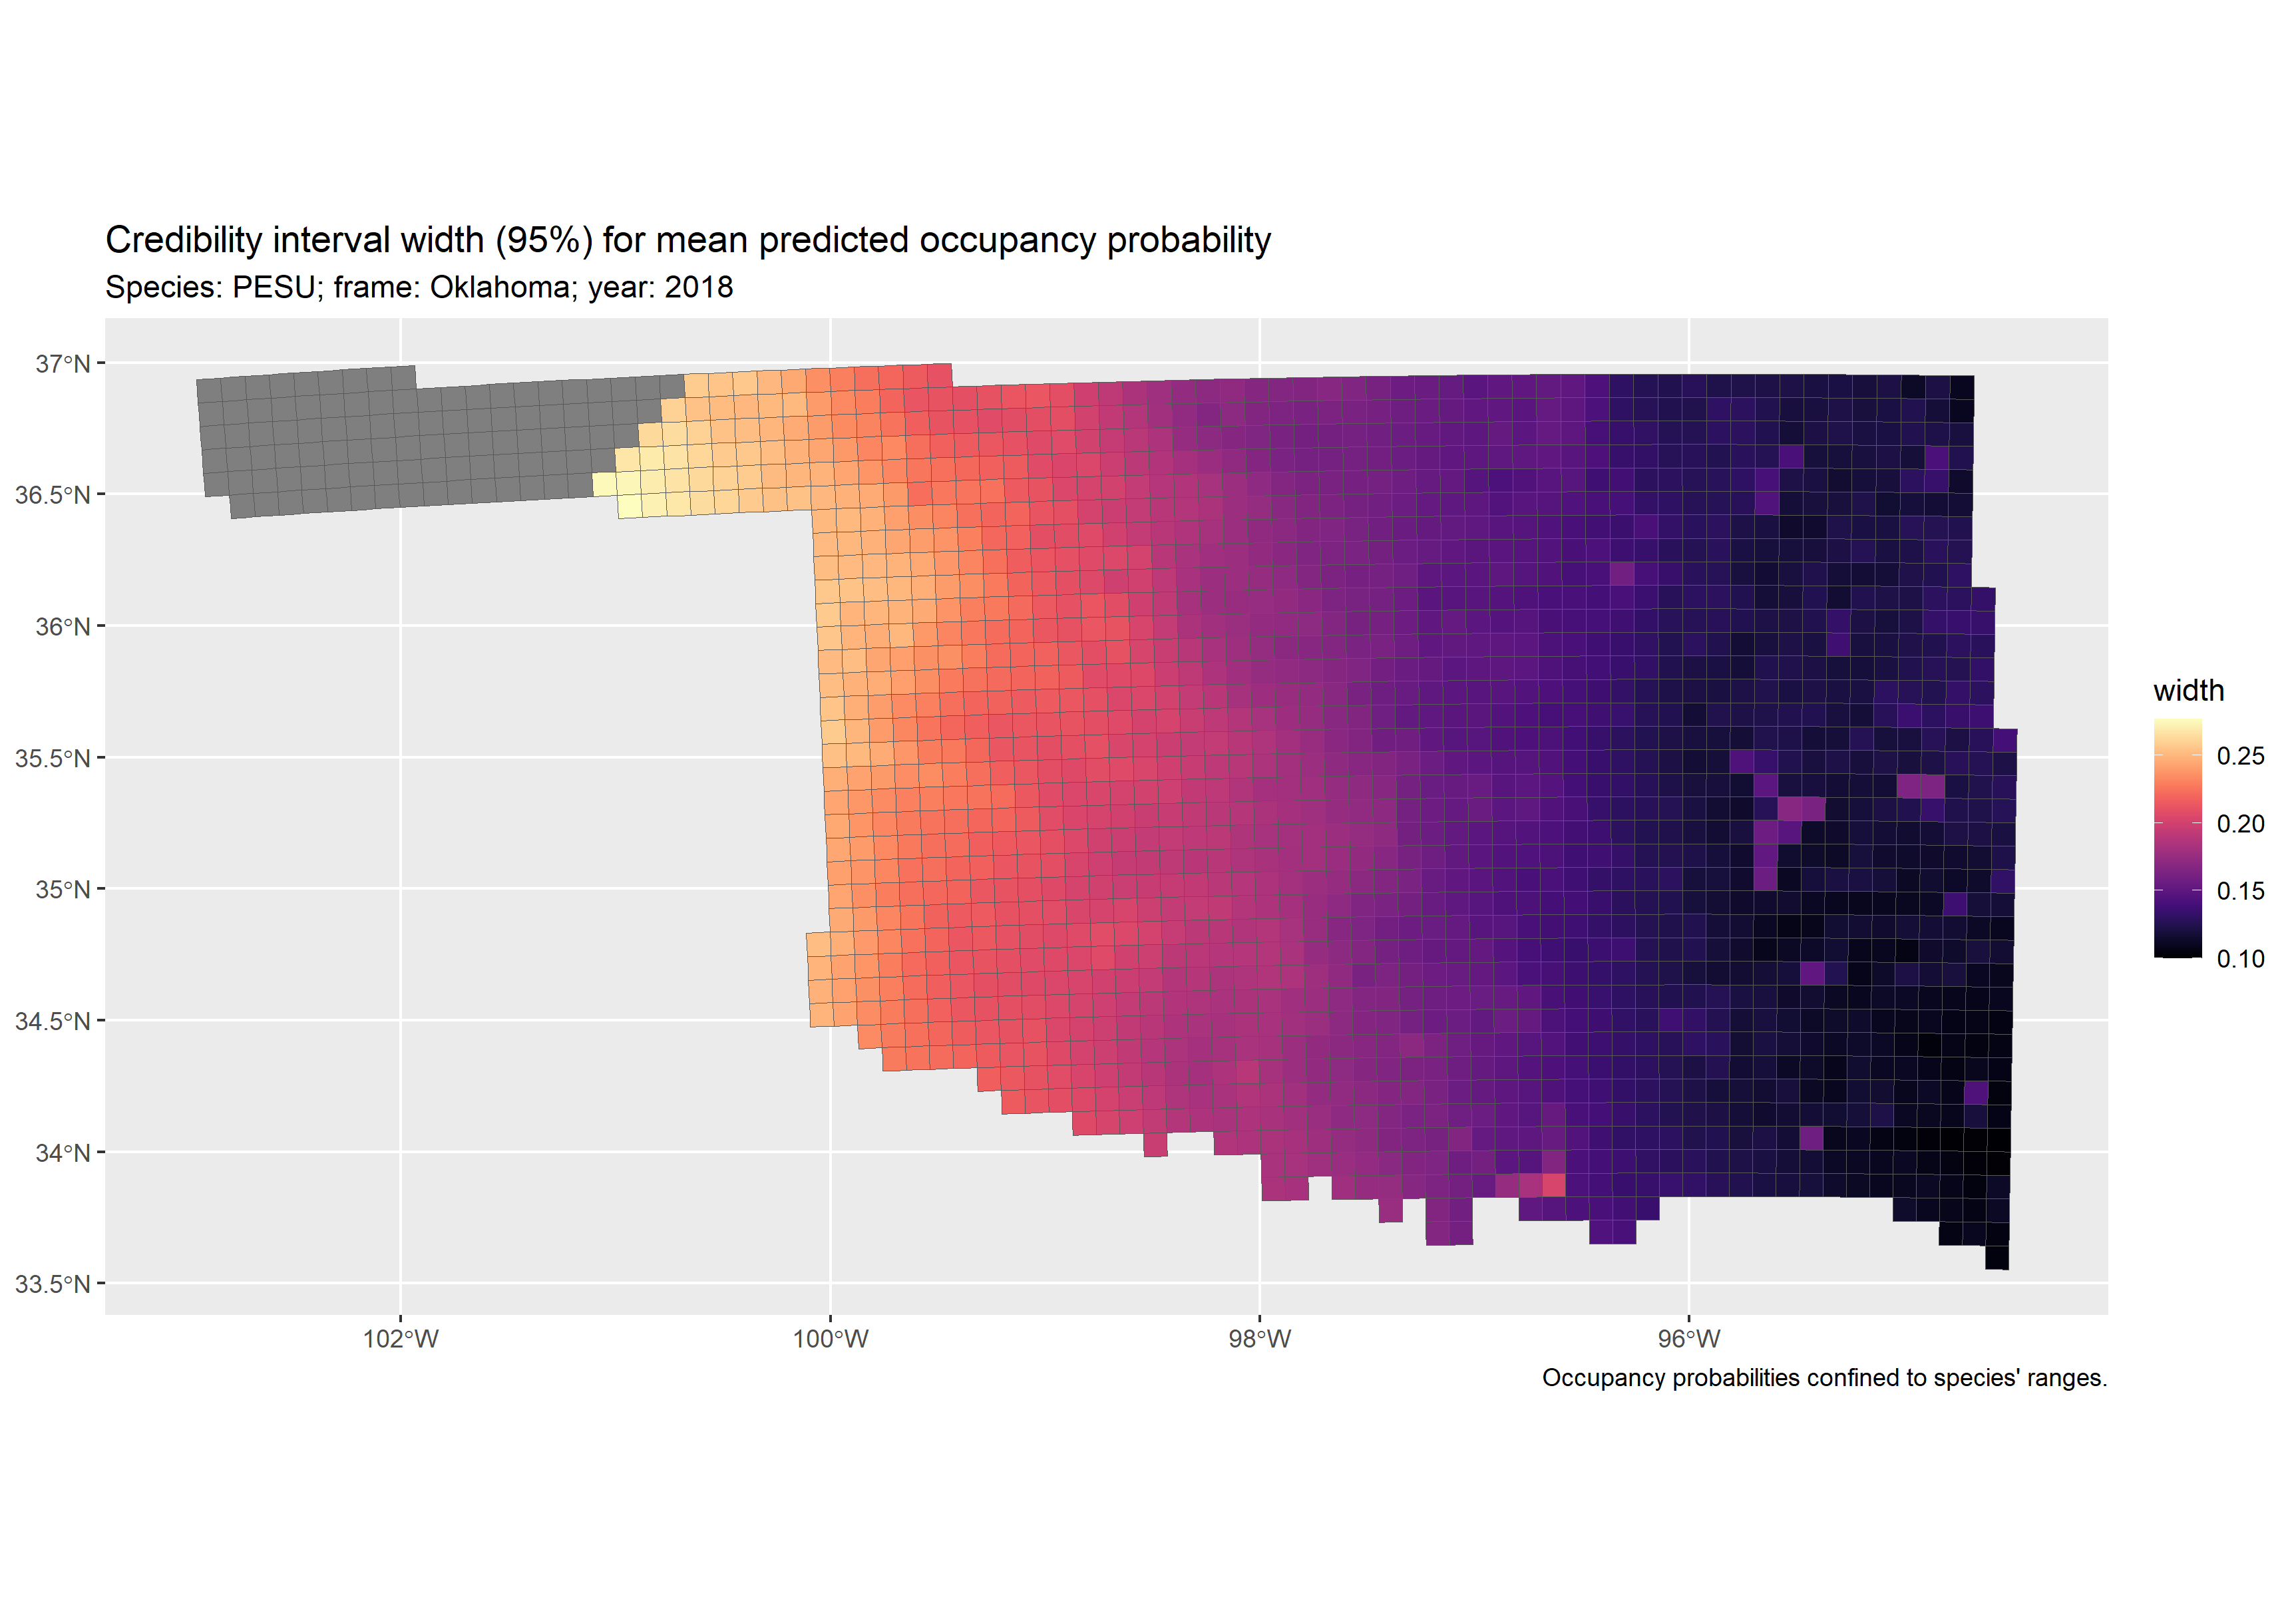 Credibility interval width (95%) for mean predicted occupancy probability
Species: PESU; frame: Oklahoma; year: 2018
37°N
36.5°N
36°N
35.5°N
35°N
34.5°N
34°N
33.5°N
102°W 100°W 98°W 96°W
width
0.25
0.20
0.15
0.10
Occupancy probabilities confined to species' ranges.